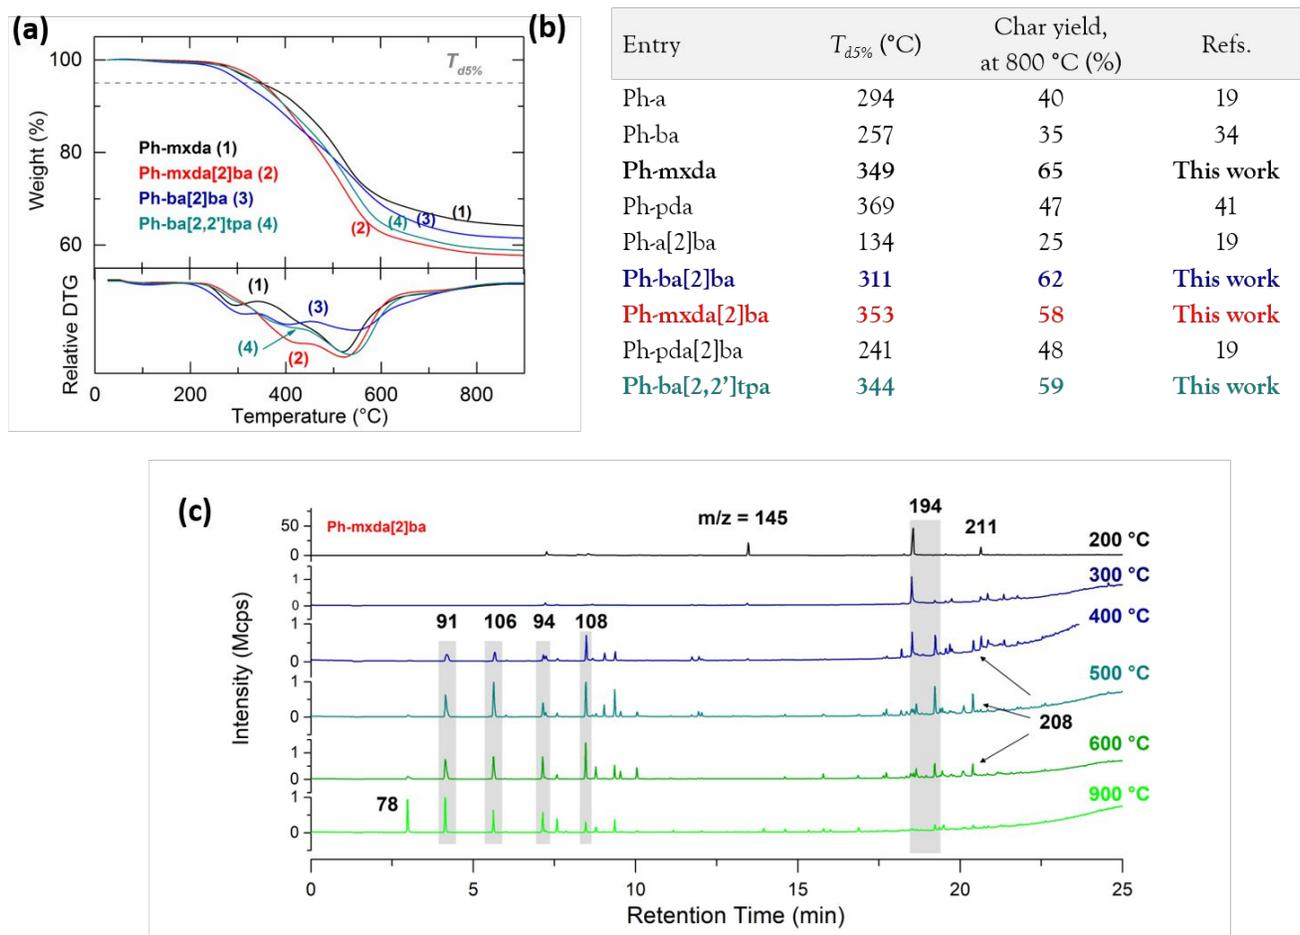 (a)
100
80
60
Weight (%)
T_d5%
Ph-mxda (1)
Ph-mxda[2]ba (2)
Ph-ba[2]ba (3)
Ph-ba[2,2']tpa (4)
(1)
(2)
(4)
(3)
Relative DTG
(1)
(3)
(4)
(2)
0 200 400 600 800
Temperature (°C)
(b)
Entry T_d5% (°C) Char yield, at 800 °C (%) Refs.
Ph-a 294 40 19
Ph-ba 257 35 34
Ph-mxda 349 65 This work
Ph-pda 369 47 41
Ph-a[2]ba 134 25 19
Ph-ba[2]ba 311 62 This work
Ph-mxda[2]ba 353 58 This work
Ph-pda[2]ba 241 48 19
Ph-ba[2,2’]tpa 344 59 This work
(c)
Intensity (Mcps)
Ph-mxda[2]ba
m/z = 145
194
211
50
0
200 °C
1
0
300 °C
91 106 94 108
1
0
400 °C
1
0
500 °C
208
1
0
600 °C
78
1
0
900 °C
0 5 10 15 20 25
Retention Time (min)